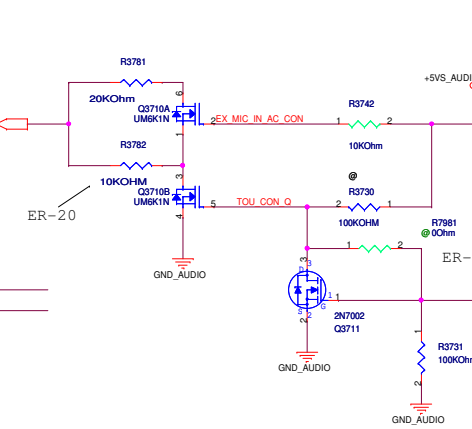 R3781
+5VS_AUDI
6
20KOhm
Q3710A
UM6K1N
R3742
2
EX_MIC_IN_AC_CON
1
2
1
10KOhm
R3782
3
@
10KOHM
Q3710B
UM6K1N
R3730
5
TOU_CON_Q
2
1
4
100KOHM
ER-20
R7981
@ 0Ohm
1
2
ER-
GND_AUDIO
3
D
3
1
1
G
S
2
2
2N7002
Q3711
1
R3731
100KOhm
2
GND_AUDIO
GND_AUDIO